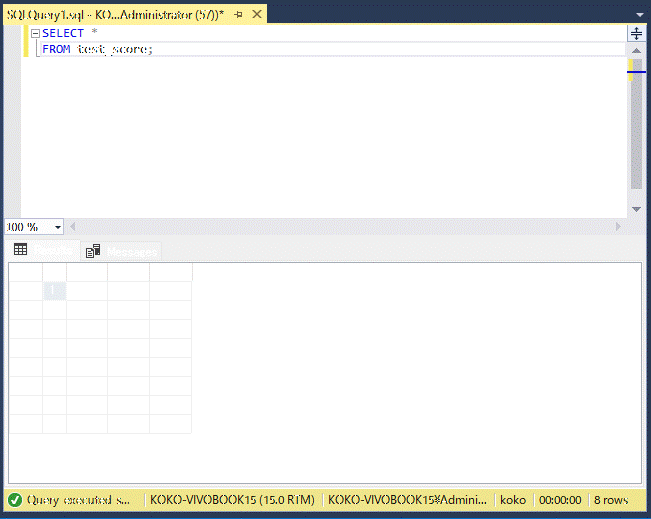 SQLQuery1.sql - KO...Administrator (57))*
SELECT *
FROM test_score;
100 %
Results
Messages
1
Query executed s...
KOKO-VIVOBOOK15 (15.0 RTM)
KOKO-VIVOBOOK15¥Admini...
koko
00:00:00
8 rows